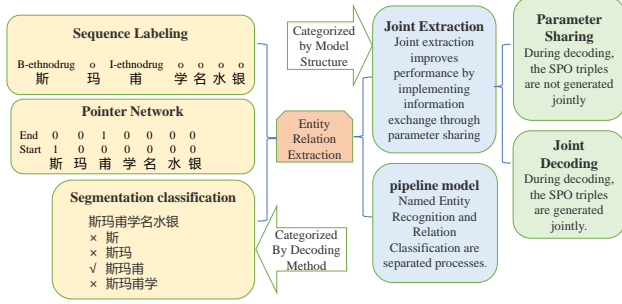 Sequence Labeling
B-ethnodrug o I-ethnodrug o o o o
斯 玛 甫 学 名 水 银
Pointer Network
End 0 0 1 0 0 0 0
Start 1 0 0 0 0 0 0
斯 玛 甫 学 名 水 银
Segmentation classification
斯玛甫学名水银
× 斯
× 斯玛
√ 斯玛甫
× 斯玛甫学
Categorized
by Model
Structure
Entity
Relation
Extraction
Categorized
By Decoding
Method
Joint Extraction
Joint extraction
improves
performance by
implementing
information
exchange through
parameter sharing
pipeline model
Named Entity
Recognition and
Relation
Classification are
separated processes.
Parameter
Sharing
During decoding,
the SPO triples
are not generated
jointly
Joint
Decoding
During decoding,
the SPO triples
are generated
jointly.